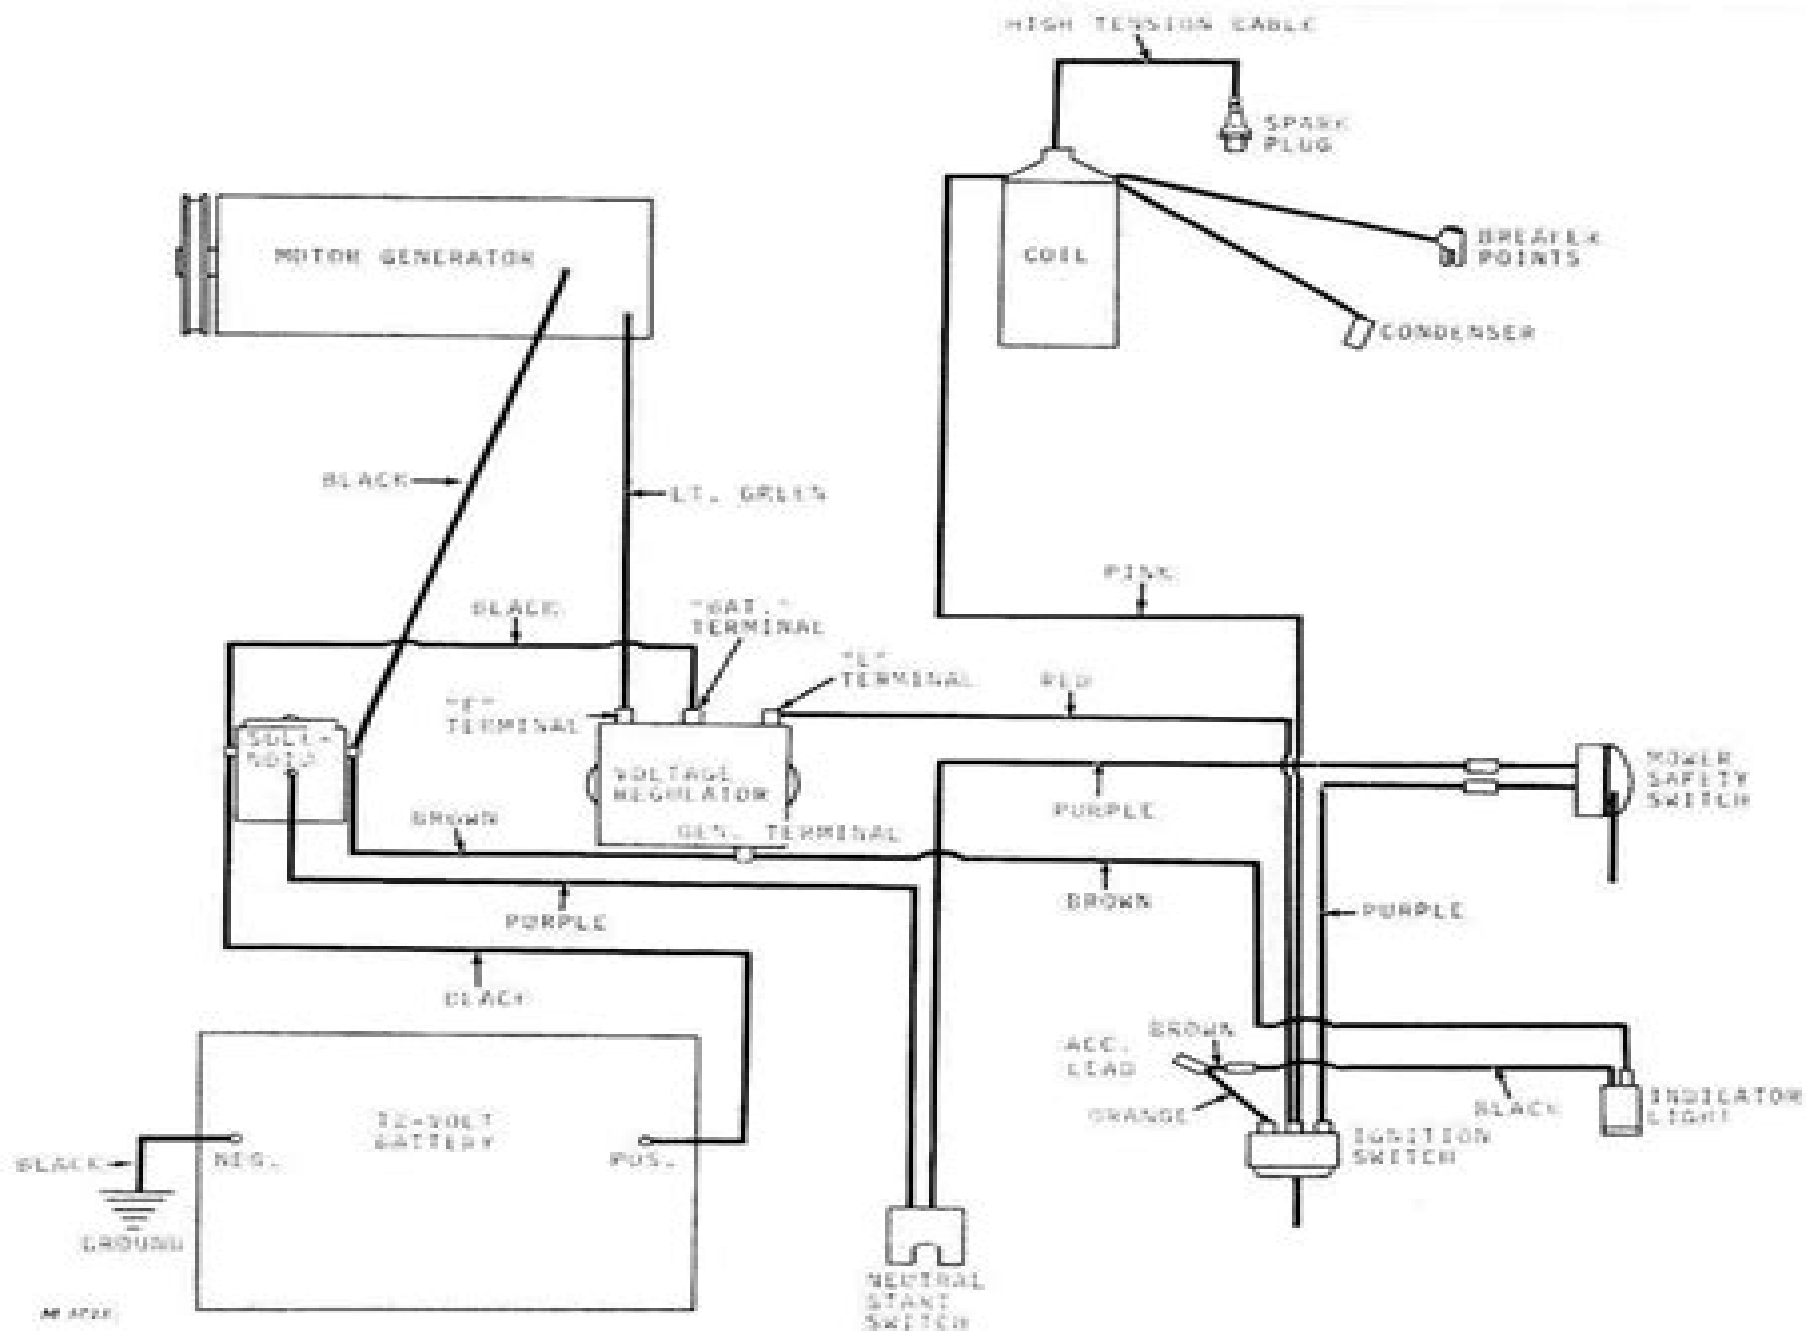 HIGH TENSION CABLE
SPARK
PLUG
MOTOR GENERATOR
COIL
BREAKER
POINTS
CONDENSER
BLACK
LT. GREEN
PINK
BLACK
"BAT."
TERMINAL
"L"
TERMINAL
RED
"F"
TERMINAL
SOLE-
NOID
VOLTAGE
REGULATOR
MOWER
SAFETY
SWITCH
PURPLE
BROWN
GEN. TERMINAL
BROWN
PURPLE
PURPLE
BLACK
ACC.
LEAD
BROWN
ORANGE
BLACK
INDICATOR
LIGHT
IGNITION
SWITCH
12-VOLT
BATTERY
NEG.
POS.
BLACK
GROUND
NEUTRAL
START
SWITCH